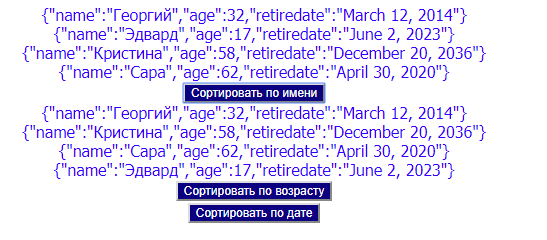 {"name":"Георгий","age":32,"retiredate":"March 12, 2014"}
{"name":"Эдвард","age":17,"retiredate":"June 2, 2023"}
{"name":"Кристина","age":58,"retiredate":"December 20, 2036"}
{"name":"Сара","age":62,"retiredate":"April 30, 2020"}
Сортировать по имени
{"name":"Георгий","age":32,"retiredate":"March 12, 2014"}
{"name":"Кристина","age":58,"retiredate":"December 20, 2036"}
{"name":"Сара","age":62,"retiredate":"April 30, 2020"}
{"name":"Эдвард","age":17,"retiredate":"June 2, 2023"}
Сортировать по возрасту
Сортировать по дате